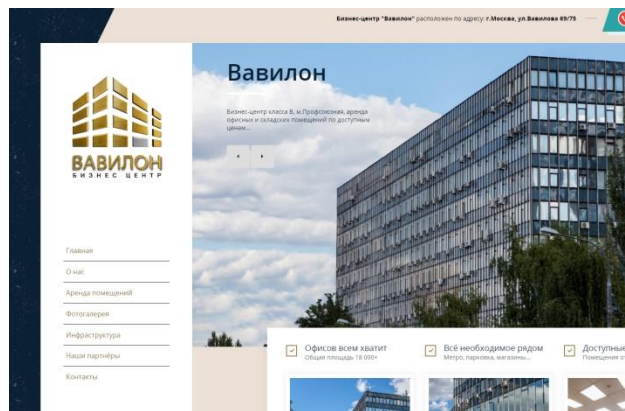 Бизнес-центр "Вавилон" расположен по адресу: г.Москва, ул.Вавилова 69/75
Вавилон
Бизнес-центр класса B, м.Профсоюзная, аренда
офисных и складских помещений по доступным
ценам...
ВАВИЛОН
БИЗНЕС ЦЕНТР
Главная
О нас
Аренда помещений
Фотогалерея
Инфраструктура
Наши партнёры
Контакты
Офисов всем хватит
Общая площадь 18 000+
Всё необходимое рядом
Метро, парковка, магазины...
Доступные
Помещения от